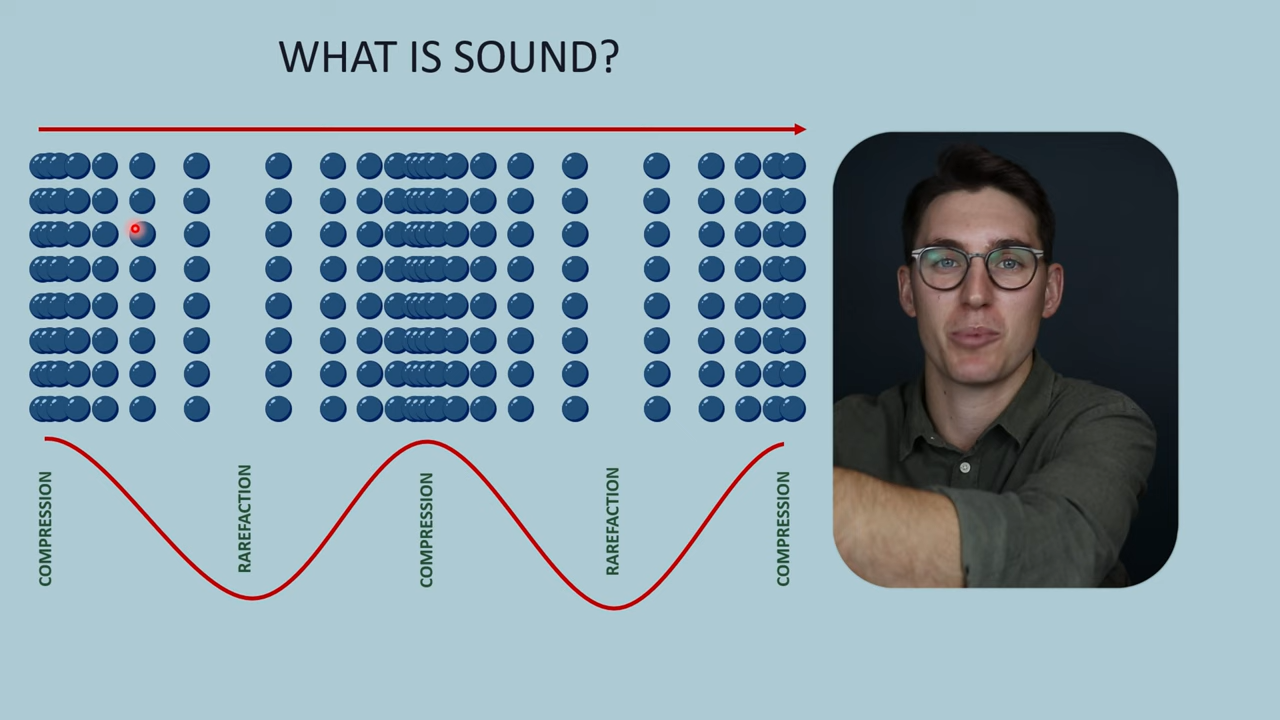 WHAT IS SOUND?
COMPRESSION
RAREFACTION
COMPRESSION
RAREFACTION
COMPRESSION